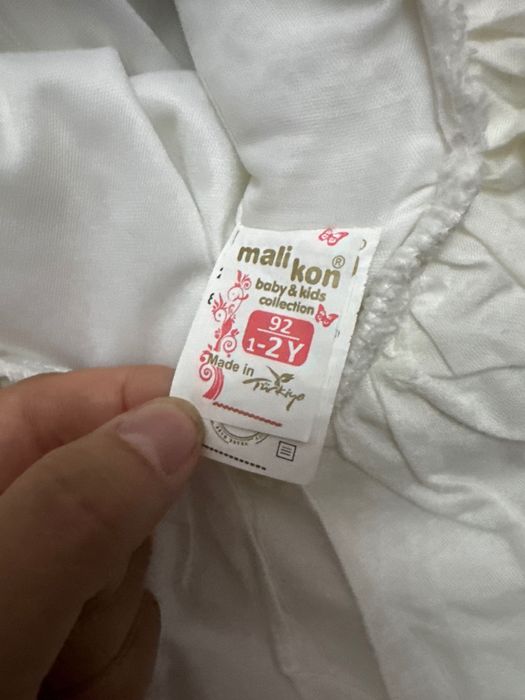 mali kon®
baby & kids
collection
92
1-2Y
Made in
Türkiye